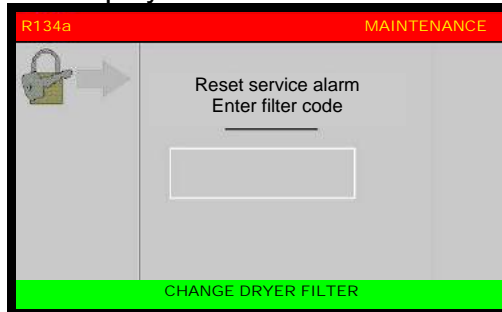 R134a MAINTENANCE
Reset service alarm
Enter filter code
CHANGE DRYER FILTER